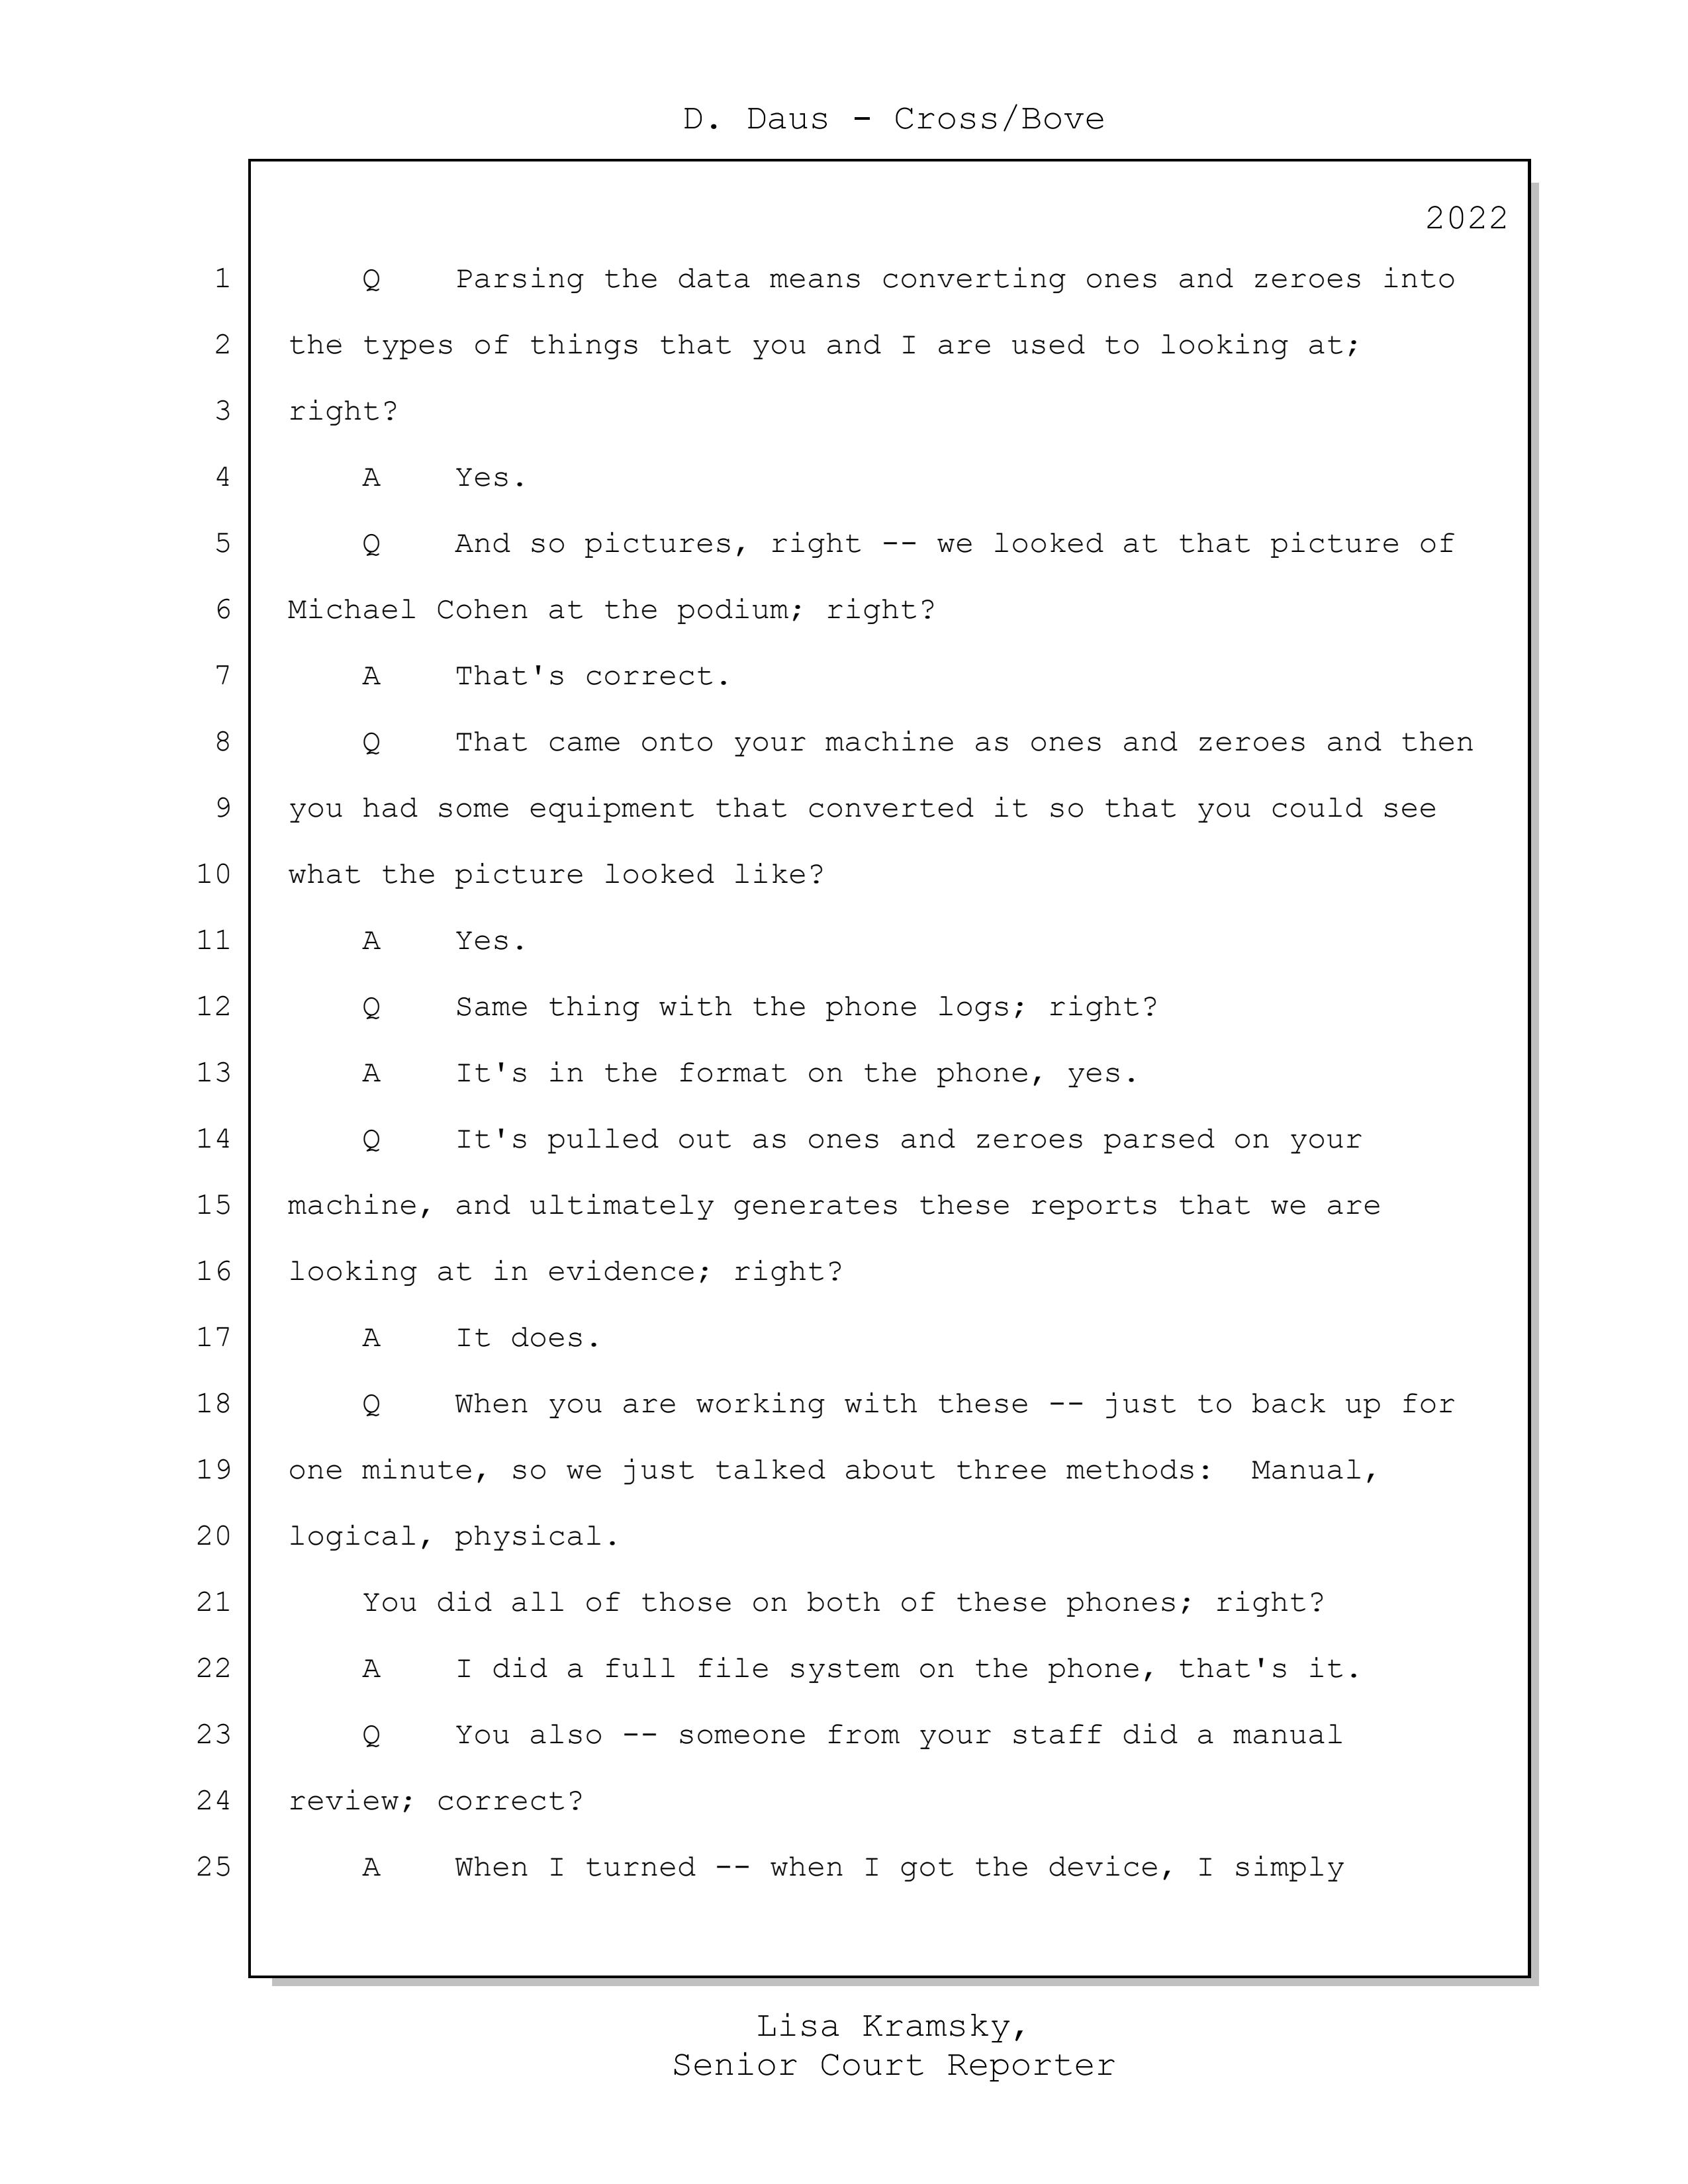 D. Daus - Cross/Bove
2022
1 Q Parsing the data means converting ones and zeroes into
2 the types of things that you and I are used to looking at;
3 right?
4 A Yes.
5 Q And so pictures, right -- we looked at that picture of
6 Michael Cohen at the podium; right?
7 A That's correct.
8 Q That came onto your machine as ones and zeroes and then
9 you had some equipment that converted it so that you could see
10 what the picture looked like?
11 A Yes.
12 Q Same thing with the phone logs; right?
13 A It's in the format on the phone, yes.
14 Q It's pulled out as ones and zeroes parsed on your
15 machine, and ultimately generates these reports that we are
16 looking at in evidence; right?
17 A It does.
18 Q When you are working with these -- just to back up for
19 one minute, so we just talked about three methods:  Manual,
20 logical, physical.
21 You did all of those on both of these phones; right?
22 A I did a full file system on the phone, that's it.
23 Q You also -- someone from your staff did a manual
24 review; correct?
25 A When I turned -- when I got the device, I simply
Lisa Kramsky,
Senior Court Reporter